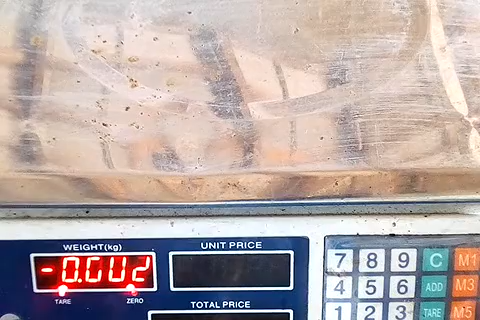 WEIGHT(kg)
UNIT PRICE
-0.002
TARE
ZERO
TOTAL PRICE
7 8 9 C M1
4 5 6 ADD M3
1 2 3 TARE M5